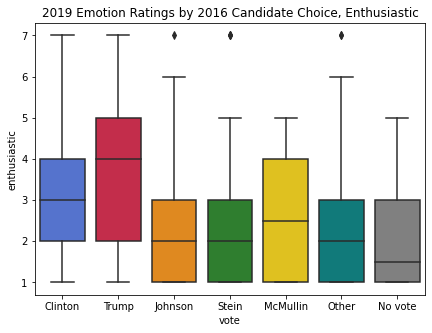 2019 Emotion Ratings by 2016 Candidate Choice, Enthusiastic
7
6
5
4
3
2
1
enthusiastic
Clinton Trump Johnson Stein McMullin Other No vote
vote